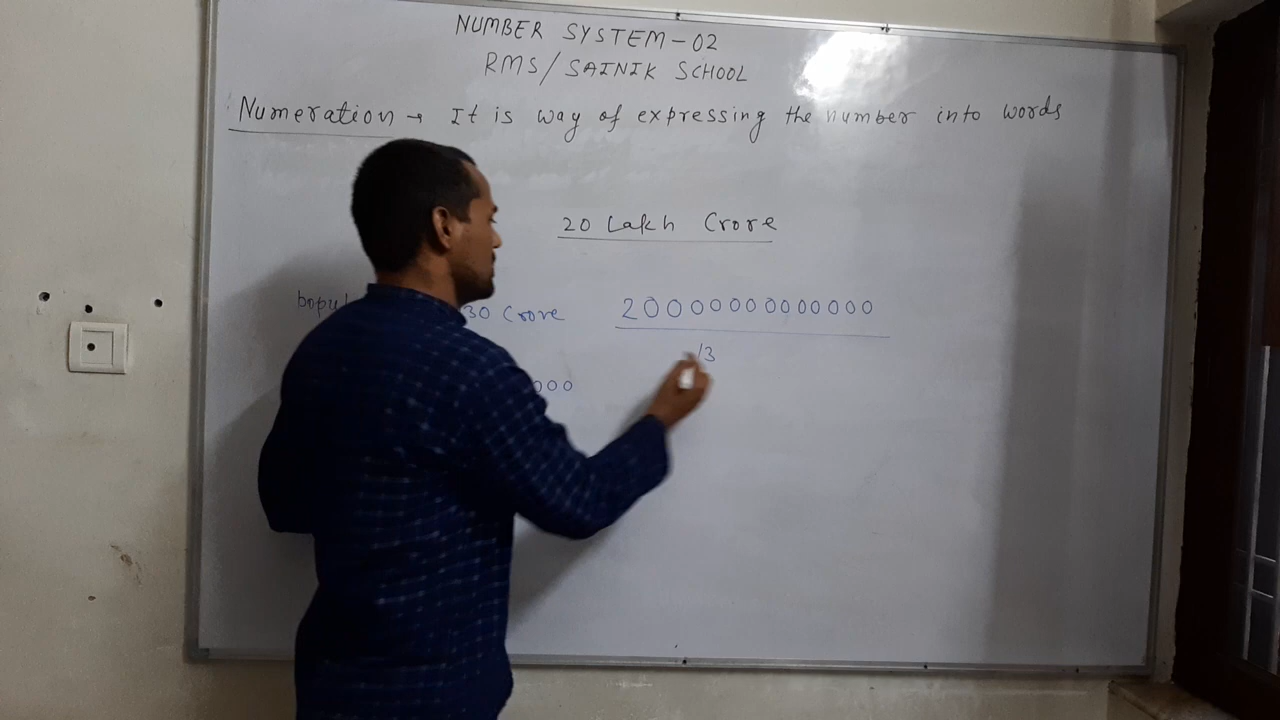 NUMBER SYSTEM-02
RMS/SAINIK SCHOOL
Numeration → It is way of expressing the number into words
20 Lakh Crore
30 Crore 20000000000000
13
000